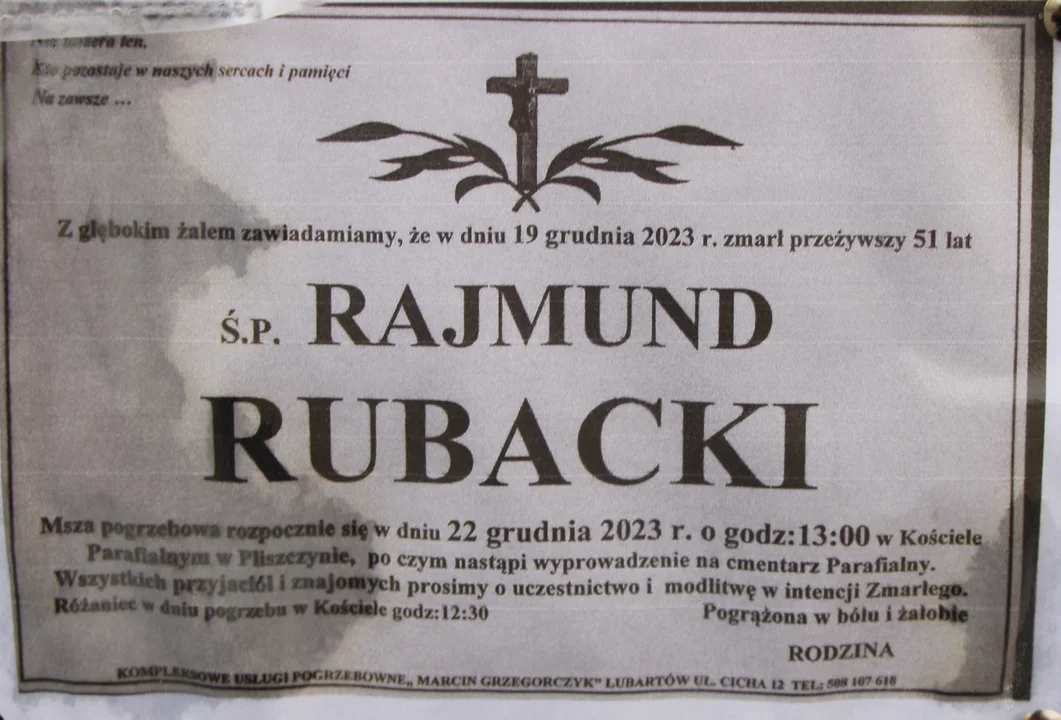 umiera ten,
Kto pozostaje w naszych sercach i pamięci
Na zawsze ...
Z głębokim żalem zawiadamiamy, że w dniu 19 grudnia 2023 r. zmarł przeżywszy 51 lat
Ś.P. RAJMUND
RUBACKI
Msza pogrzebowa rozpocznie się w dniu 22 grudnia 2023 r. o godz:13:00 w Kościele
Parafialnym w Pliszczynie, po czym nastąpi wyprowadzenie na cmentarz Parafialny.
Wszystkich przyjaciół i znajomych prosimy o uczestnictwo i modlitwę w intencji Zmarłego.
Różaniec w dniu pogrzebu w Kościele godz:12:30
Pogrążona w bólu i żałobie
RODZINA
KOMPLEKSOWE USŁUGI POGRZEBOWNE„ MARCIN GRZEGORCZYK" LUBARTÓW UL. CICHA 12 TEL: 508 107 618